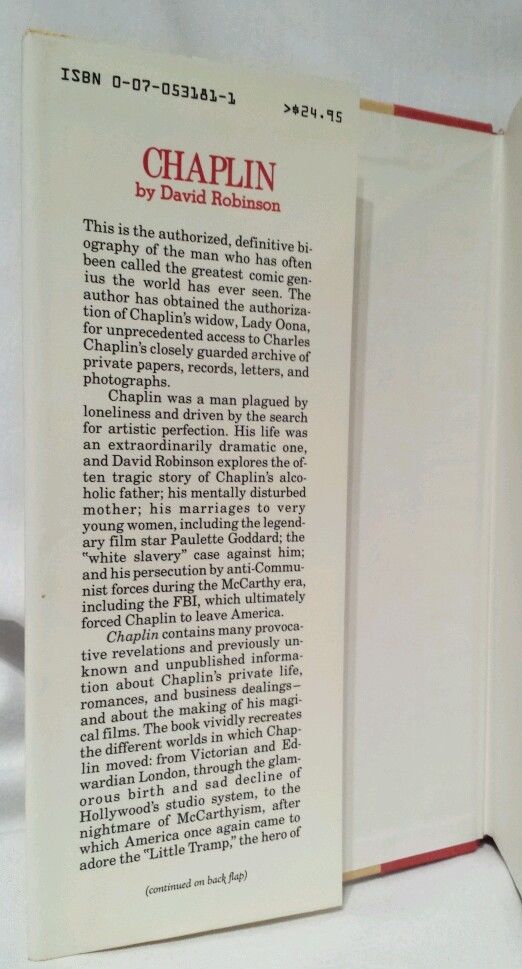 ISBN 0-07-053181-1
>$24.95
CHAPLIN
by David Robinson
This is the authorized, definitive bi-
ography of the man who has often
been called the greatest comic gen-
ius the world has ever seen. The
author has obtained the authoriza-
tion of Chaplin's widow, Lady Oona,
for unprecedented access to Charles
Chaplin's closely guarded archive of
private papers, records, letters, and
photographs.
Chaplin was a man plagued by
loneliness and driven by the search
for artistic perfection. His life was
an extraordinarily dramatic one,
and David Robinson explores the of-
ten tragic story of Chaplin's alco-
holic father; his mentally disturbed
mother; his marriages to very
young women, including the legend-
ary film star Paulette Goddard; the
"white slavery" case against him;
and his persecution by anti-Commu-
nist forces during the McCarthy era,
including the FBI, which ultimately
forced Chaplin to leave America.
Chaplin contains many provoca-
tive revelations and previously un-
known and unpublished informa-
tion about Chaplin's private life,
romances, and business dealings—
and about the making of his magi-
cal films. The book vividly recreates
the different worlds in which Chap-
lin moved: from Victorian and Ed-
wardian London, through the glam-
orous birth and sad decline of
Hollywood's studio system, to the
nightmare of McCarthyism, after
which America once again came to
adore the "Little Tramp," the hero of
(continued on back flap)